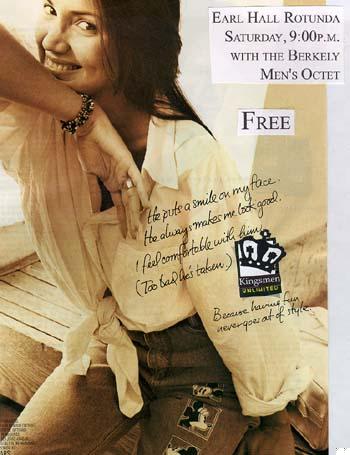 EARL HALL ROTUNDA
SATURDAY, 9:00P.M.
WITH THE BERKELY
MEN'S OCTET
FREE
He puts a smile on my face.
He always makes me look good.
I feel comfortable with him.
(Too bad he's taken.)
Kingsmen
UNLIMITED
Because having fun
never goes out of style.